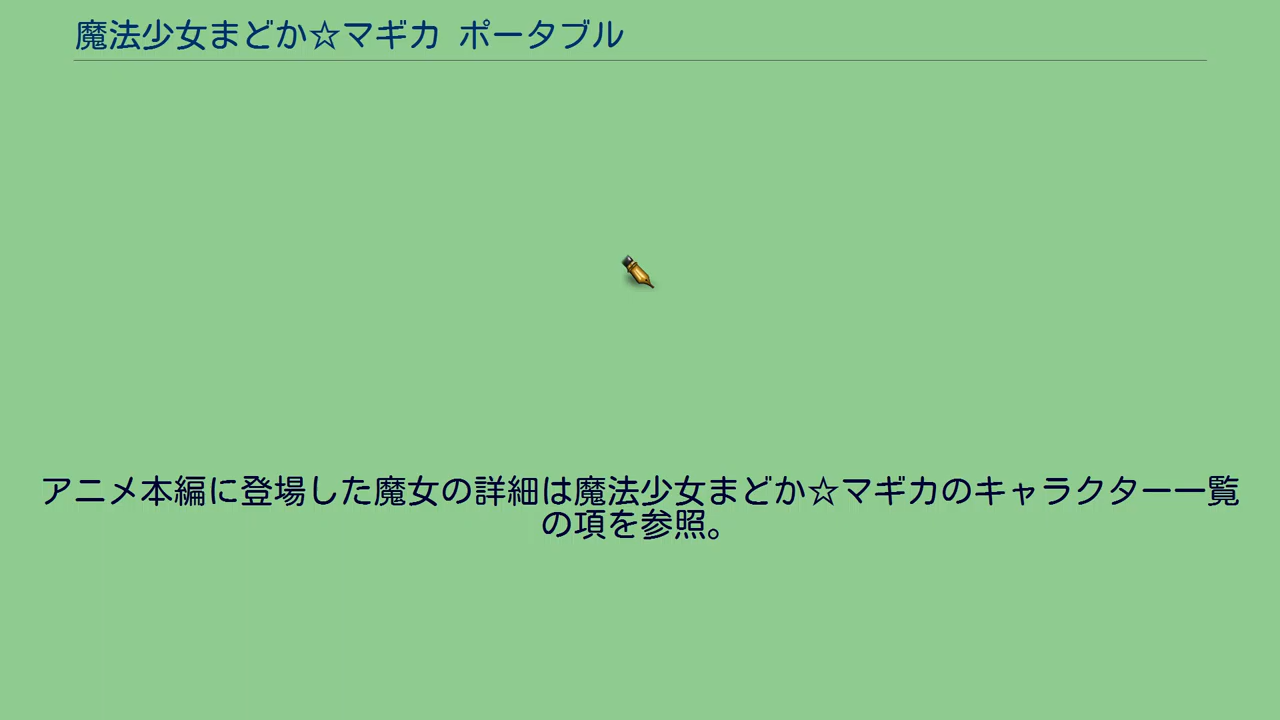 魔法少女まどか☆マギカ ポータブル
アニメ本編に登場した魔女の詳細は魔法少女まどか☆マギカのキャラクター一覧
の項を参照。